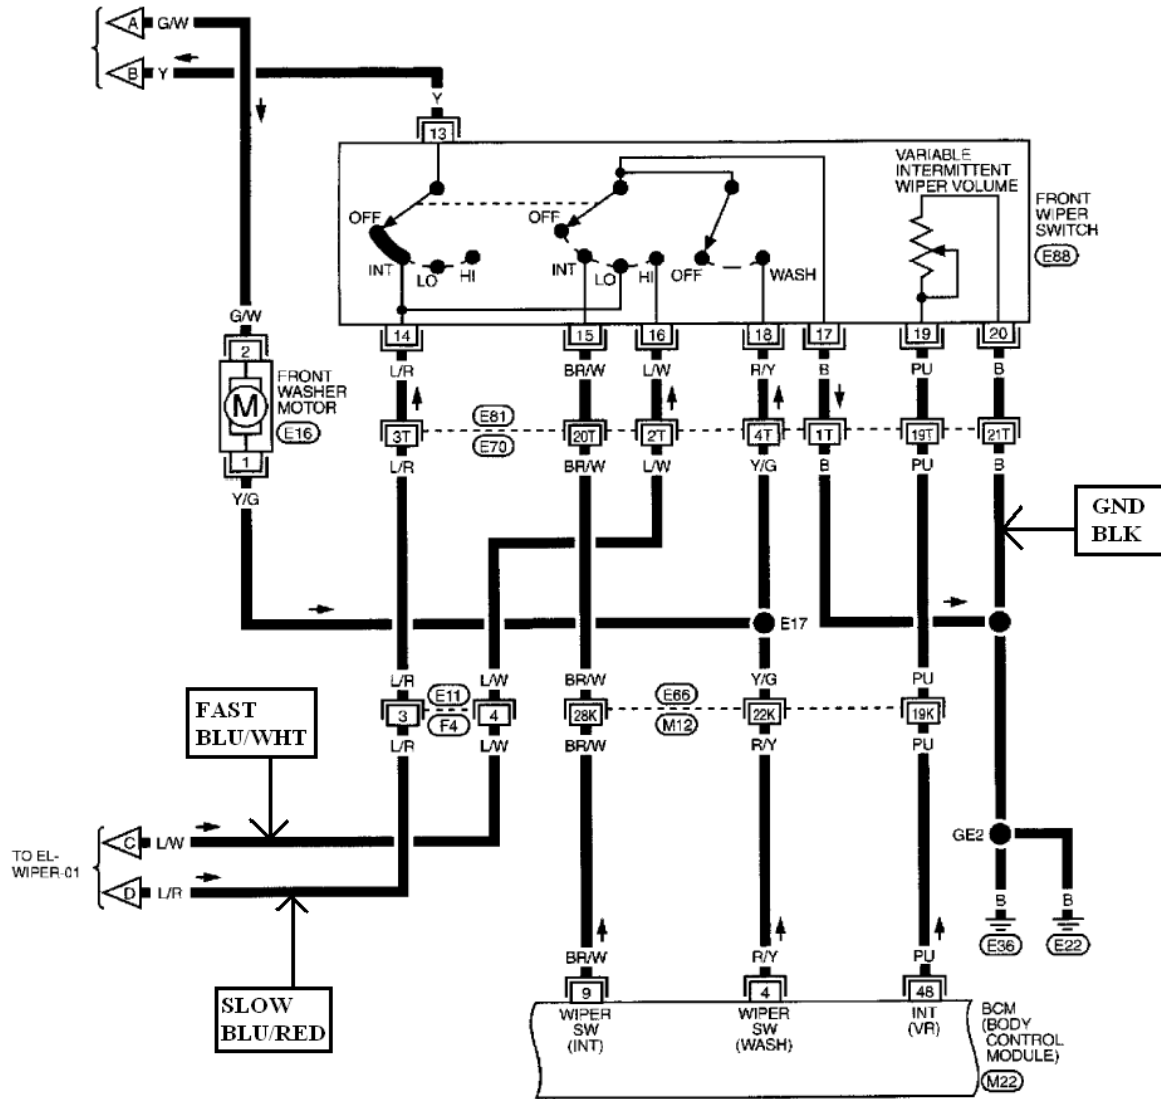 A G/W
B Y
Y
13
VARIABLE
INTERMITTENT
WIPER VOLUME
FRONT
WIPER
SWITCH
E88
OFF
INT
LO
HI
OFF
INT
LO
HI
OFF
WASH
G/W
2
FRONT
WASHER
MOTOR
E16
M
1
Y/G
14 15 16 18 17 19 20
L/R BR/W L/W R/Y B PU B
E81
3T 20T 2T 4T 1T 19T 21T
E70
L/R BR/W L/W Y/G B PU B
GND
BLK
E17
L/R L/W BR/W Y/G PU
E11 E66
3 4 28K 22K 19K
F4 M12
L/R L/W BR/W R/Y PU
FAST
BLU/WHT
TO EL-
WIPER-01
C L/W
D L/R
SLOW
BLU/RED
GE2
B B
E36 E22
BR/W R/Y PU
9 4 48
WIPER
SW
(INT)
WIPER
SW
(WASH)
INT
(VR)
BCM
(BODY
CONTROL
MODULE)
M22